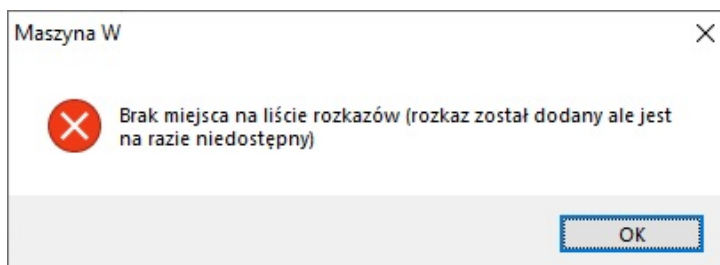 Maszyna W
Brak miejsca na liście rozkazów (rozkaz został dodany ale jest
na razie niedostępny)
OK